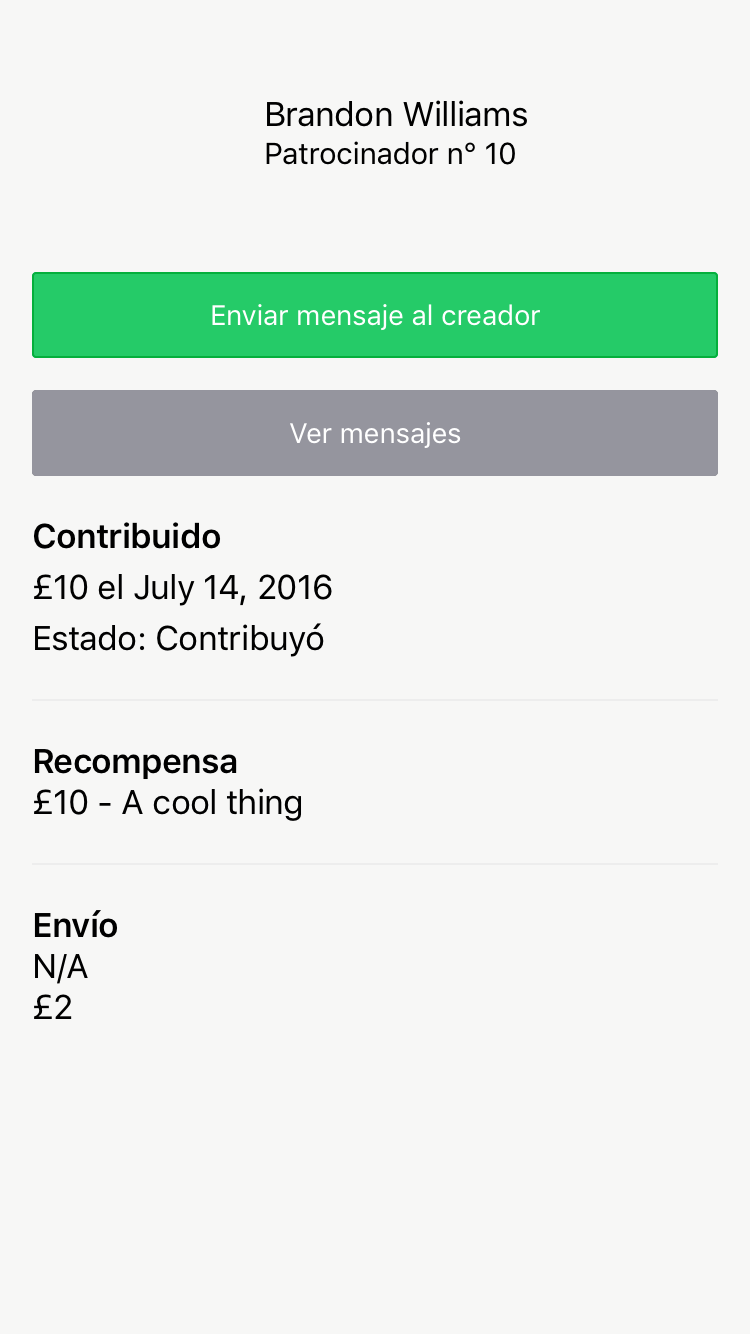 Brandon Williams
Patrocinador n° 10
Enviar mensaje al creador
Ver mensajes
Contribuido
£10 el July 14, 2016
Estado: Contribuyó
Recompensa
£10 - A cool thing
Envío
N/A
£2